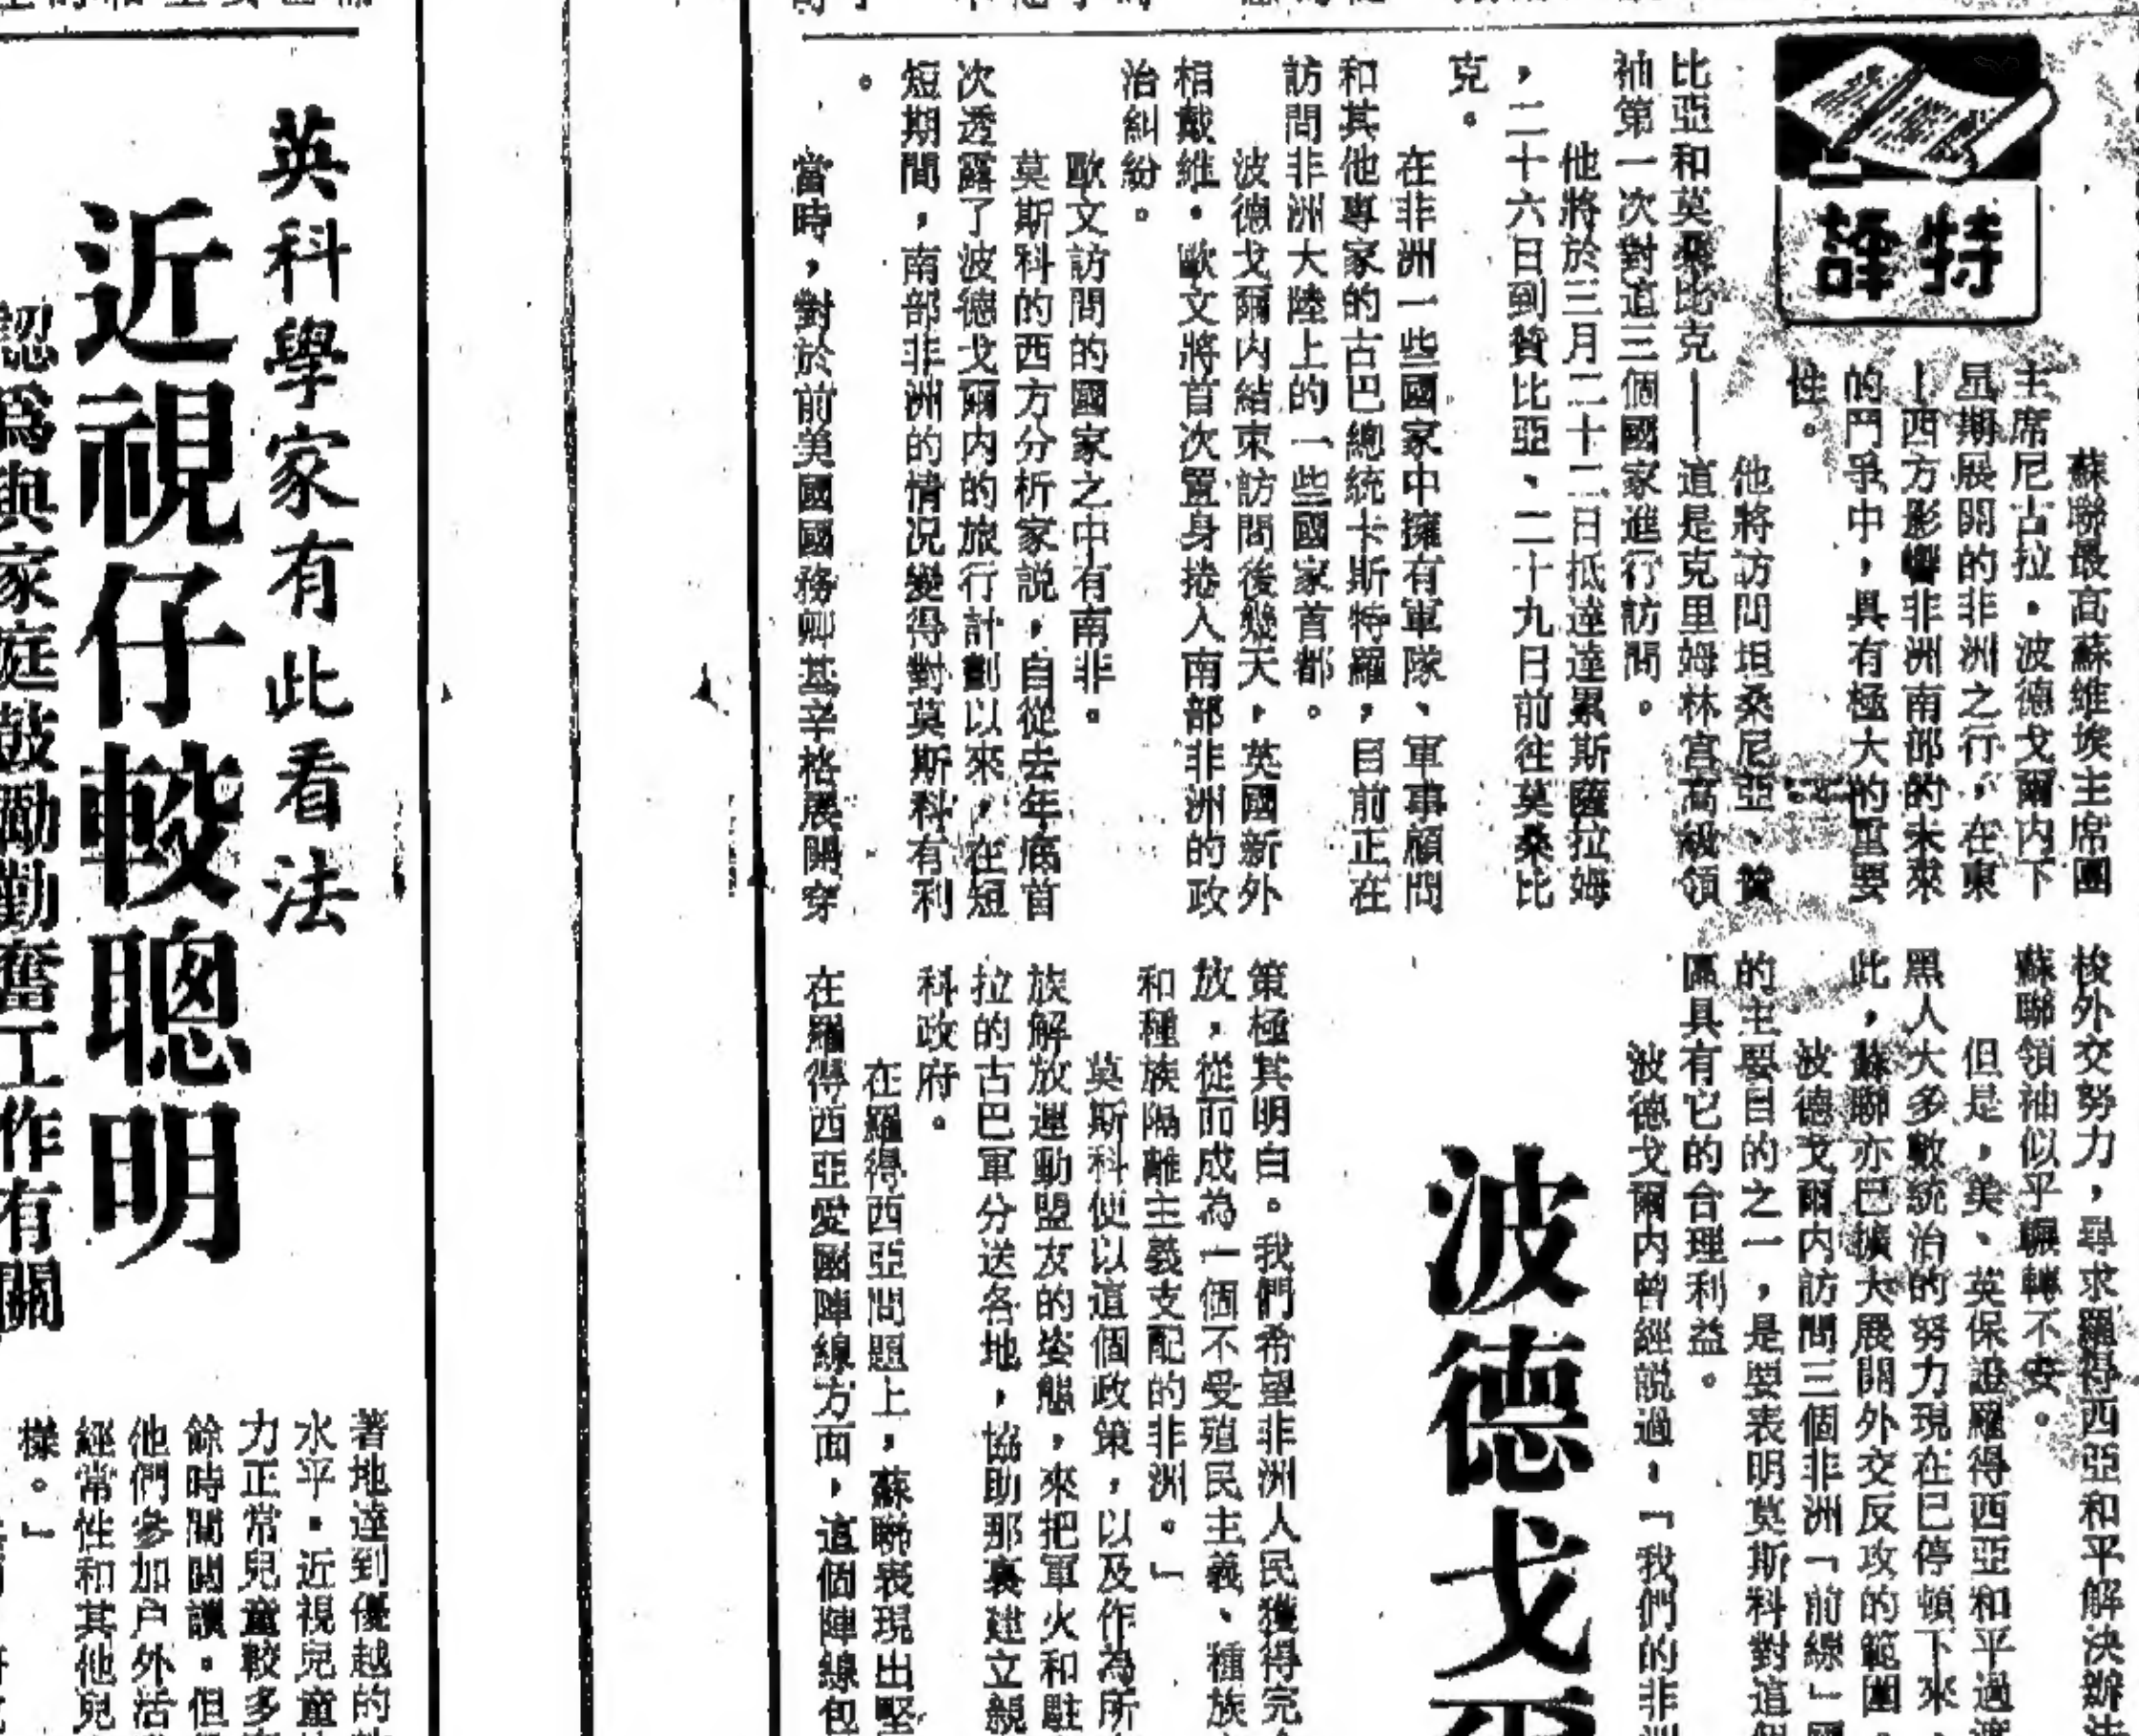 特譯
蘇聯最高蘇維埃主席團
主席尼古拉・波德戈爾內下
星期展開的非洲之行，在東
—西方影響非洲南部的未來
的鬥爭中，具有極大的重要
性。
他將訪問坦桑尼亞、贊
比亞和莫桑比克——這是克里姆林宮高級領
袖第一次對這三個國家進行訪問。
他將於三月二十二日抵達達累斯薩拉姆
，二十六日到贊比亞、二十九日前往莫桑比
克。
在非洲一些國家中擁有軍隊、軍事顧問
和其他專家的古巴總統卡斯特羅，目前正在
訪問非洲大陸上的一些國家首都。
波德戈爾內結束訪問後幾天，英國新外
相戴維・歐文將首次置身捲入南部非洲的政
治糾紛。
歐文訪問的國家之中有南非。
莫斯科的西方分析家説，自從去年底首
次透露了波德戈爾內的旅行計劃以來，在短
短期間，南部非洲的情况變得對莫斯科有利
。
當時，對於前美國國務卿基辛格展開穿
梭外交努力，尋求羅得西亞和平解決辦法
蘇聯領袖似乎輾轉不安。
但是，美、英保證羅得西亞和平過渡
黑人大多數統治的努力現在已停頓下來，
此，蘇聯亦已擴大展開外交反攻的範圍。
波德戈爾內訪問三個非洲「前線」國
的主要目的之一，是要表明莫斯科對這個
區具有它的合理利益。
波德戈爾內曾經説過，「我們的非洲
波德戈爾
策極其明白。我們希望非洲人民獲得完
放，從而成為一個不受殖民主義、種族
和種族隔離主義支配的非洲。」
莫斯科便以這個政策，以及作為所
族解放運動盟友的姿態，來把軍火和駐
拉的古巴軍分送各地，協助那裏建立親
科政府。
在羅得西亞問題上，蘇聯表現出堅
在羅得西亞愛國陣線方面，這個陣線包
英科學家有此看法
近視仔較聰明
認爲與家庭鼓勵勤奮工作有關
著地達到優越的
水平・近視兒童
力正常兒童較多
餘時間閱讀・但
他們參加户外活
經常性和其他兒
樣。」